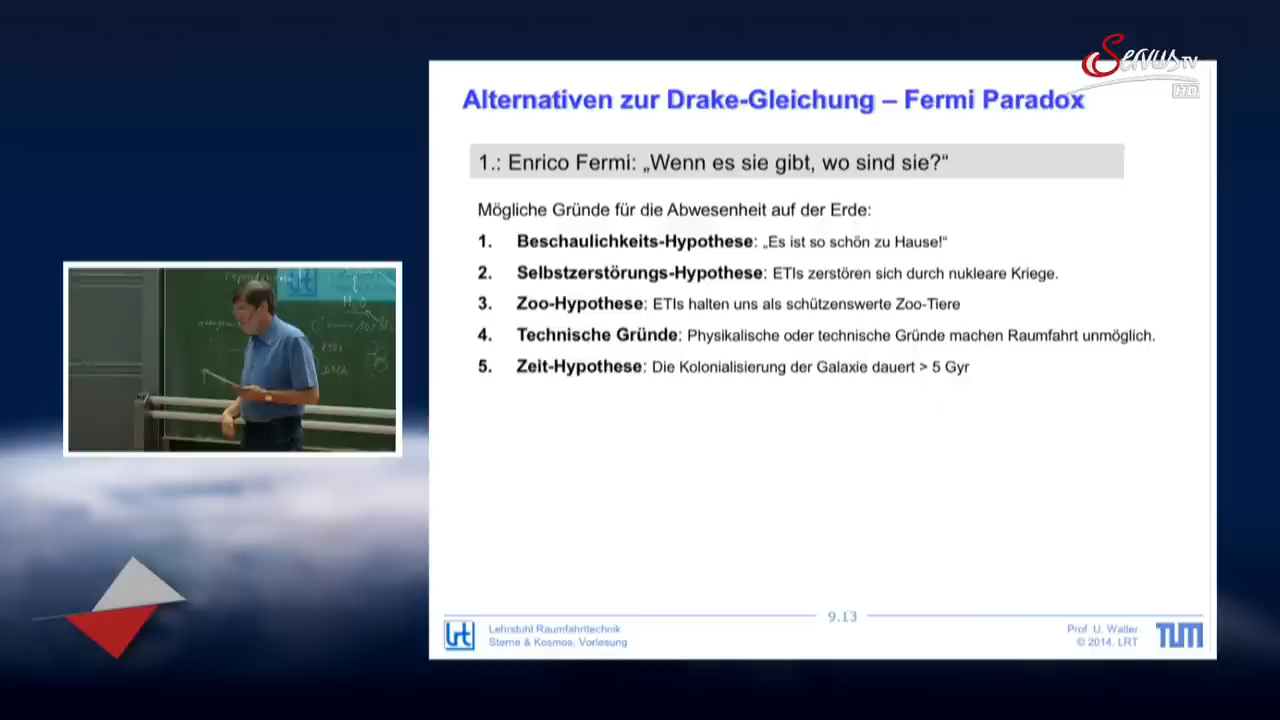 Servus TV
HD
Alternativen zur Drake-Gleichung – Fermi Paradox
1.: Enrico Fermi: „Wenn es sie gibt, wo sind sie?“
Mögliche Gründe für die Abwesenheit auf der Erde:
1. Beschaulichkeits-Hypothese: „Es ist so schön zu Hause!“
2. Selbstzerstörungs-Hypothese: ETIs zerstören sich durch nukleare Kriege.
3. Zoo-Hypothese: ETIs halten uns als schützenswerte Zoo-Tiere
4. Technische Gründe: Physikalische oder technische Gründe machen Raumfahrt unmöglich.
5. Zeit-Hypothese: Die Kolonialisierung der Galaxie dauert > 5 Gyr
9.13
lrt
Lehrstuhl Raumfahrttechnik
Sterne & Kosmos, Vorlesung
Prof. U. Walter
© 2014, LRT
TUM